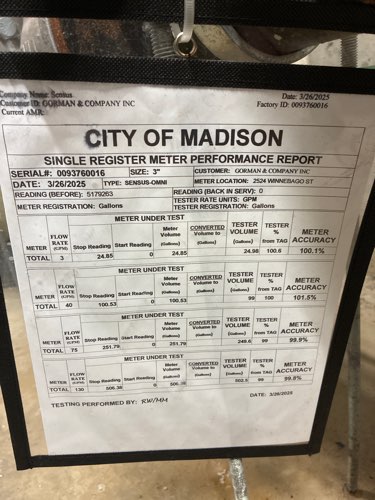 Company Name: Sensus
Customer ID: GORMAN & COMPANY INC
Current AMR:
Date: 3/26/2025
Factory ID: 0093760016
CITY OF MADISON
SINGLE REGISTER METER PERFORMANCE REPORT
SERIAL#: 0093760016 SIZE: 3" CUSTOMER: GORMAN & COMPANY INC
DATE: 3/26/2025 TYPE: SENSUS-OMNI METER LOCATION: 2524 WINNEBAGO ST
READING (BEFORE): 5179263 READING (BACK IN SERV): 0
TESTER RATE UNITS: GPM
METER REGISTRATION: Gallons TESTER REGISTRATION: Gallons
METER UNDER TEST
METER FLOW RATE (GPM) Stop Reading Start Reading Meter Volume (Gallons) CONVERTED Volume to (Gallons) TESTER VOLUME (Gallons) TESTER % from TAG METER ACCURACY
TOTAL 3 24.85 0 24.85 24.98 100.6 100.1%
METER UNDER TEST
METER FLOW RATE (GPM) Stop Reading Start Reading Meter Volume (Gallons) CONVERTED Volume to (Gallons) TESTER VOLUME (Gallons) TESTER % from TAG METER ACCURACY
TOTAL 40 100.53 0 100.53 99 100 101.5%
METER UNDER TEST
METER FLOW RATE (GPM) Stop Reading Start Reading Meter Volume (Gallons) CONVERTED Volume to (Gallons) TESTER VOLUME (Gallons) TESTER % from TAG METER ACCURACY
TOTAL 75 251.79 0 251.79 249.6 99 99.9%
METER UNDER TEST
METER FLOW RATE (GPM) Stop Reading Start Reading Meter Volume (Gallons) CONVERTED Volume to (Gallons) TESTER VOLUME (Gallons) TESTER % from TAG METER ACCURACY
TOTAL 130 506.38 0 506.38 502.5 99 99.8%
TESTING PERFORMED BY: RW/MM
DATE: 3/26/2025